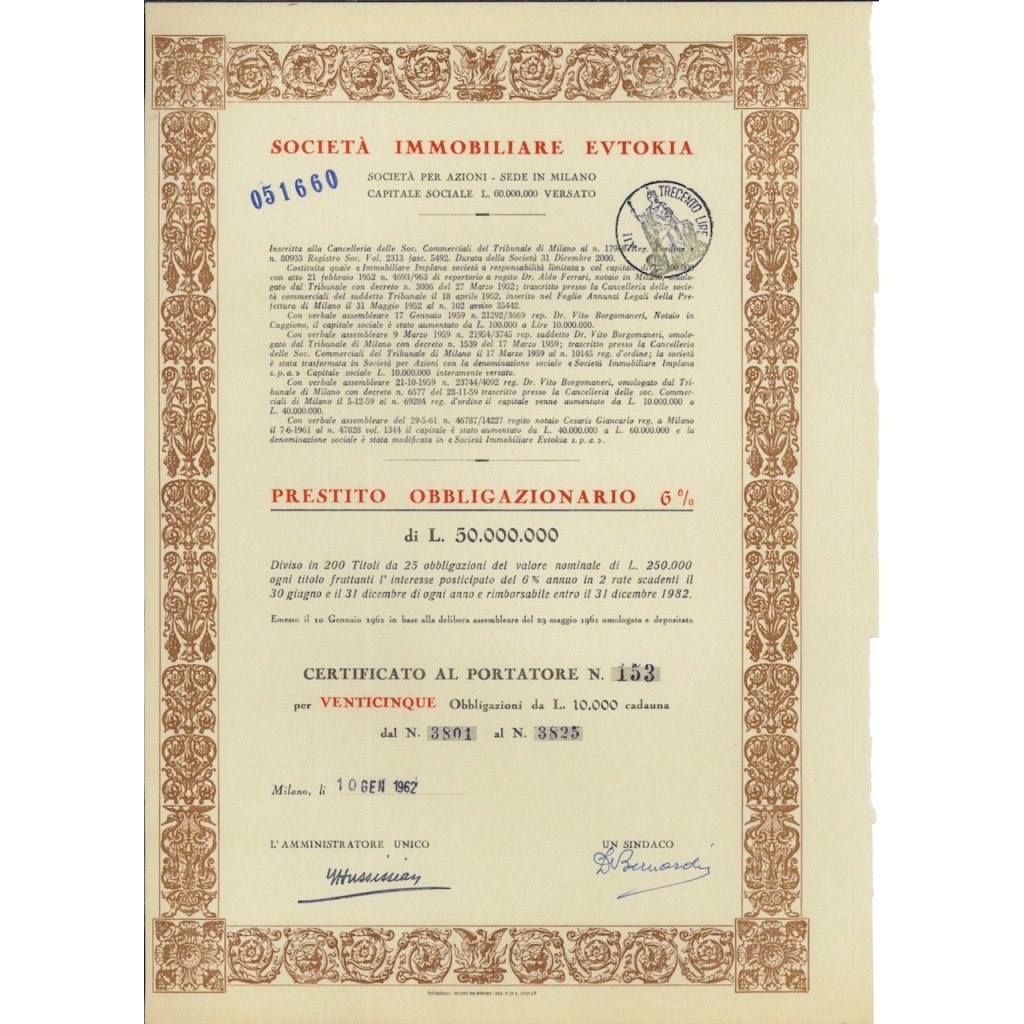 SOCIETÀ IMMOBILIARE EVTOKIA
SOCIETÀ PER AZIONI - SEDE IN MILANO
051660
CAPITALE SOCIALE L. 60.000.000 VERSATO
TRECENTO LIRE
Inscritta alla Cancelleria delle Soc. Commerciali del Tribunale di Milano al n. Reg. d'ordine e
n. 80933 Registro Soc. Vol. 2313 fasc. 5492. Durata della Società 31 Dicembre 2000.
Costituita quale « Immobiliare Implana società a responsabilità limitata » col capitale di
con atto 21 febbraio 1952 n. 4693/963 di repertorio a rogito Dr. Aldo Ferrari, notaio in Milano, omolo-
gato dal Tribunale con decreto n. 3006 del 27 Marzo 1952; trascritto presso la Cancelleria delle socie-
tà commerciali del suddetto Tribunale il 18 aprile 1952, inserito nel Foglio Annunzi Legali della Pre-
fettura di Milano il 31 Maggio 1952 al n. 102 avviso 35442.
Con verbale assembleare 17 Gennaio 1959 n. 21292/3669 rep. Dr. Vito Borgomaneri, Notaio in
Cuggiono, il capitale sociale è stato aumentato da L. 100.000 a Lire 10.000.000.
Con verbale assembleare 9 Marzo 1959 n. 21954/3745 rep. suddetto Dr. Vito Borgomaneri, omolo-
gato dal Tribunale di Milano con decreto n. 1539 del 17 Marzo 1959; trascritto presso la Cancelleria
delle Soc. Commerciali del Tribunale di Milano il 17 Marzo 1959 al n. 10145 reg. d'ordine; la società
è stata trasformata in Società per Azioni con la denominazione sociale « Società Immobiliare Implana
s.p.a. » Capitale sociale L. 10.000.000 interamente versato.
Con verbale assembleare 21-10-1959 n. 23744/4092 reg. Dr. Vito Borgomaneri, omologato dal Tri-
bunale di Milano con decreto n. 6577 del 28-11-59 trascritto presso la Cancelleria delle soc. Commer-
ciali di Milano il 5-12-59 al n. 69284 reg. d'ordine il capitale venne aumentato da L. 10.000.000 a
L. 40.000.000.
Con verbale assembleare del 29-5-61 n. 46787/14227 rogito notaio Cesaris Giancarlo reg. a Milano
il 7-6-1961 al n. 47828 vol. 1344 il capitale è stato aumentato da L. 40.000.000 a L. 60.000.000 e la
denominazione sociale è stata modificata in « Società Immobiliare Evtokia s.p.a. ».
PRESTITO OBBLIGAZIONARIO 6%
di L. 50.000.000
Diviso in 200 Titoli da 25 obbligazioni del valore nominale di L. 250.000
ogni titolo fruttanti l' interesse posticipato del 6 % annuo in 2 rate scadenti il
30 giugno e il 31 dicembre di ogni anno e rimborsabile entro il 31 dicembre 1982.
Emesso il 10 Gennaio 1962 in base alla delibera assembleare del 29 maggio 1961 omologata e depositata
CERTIFICATO AL PORTATORE N. 153
per VENTICINQUE Obbligazioni da L. 10.000 cadauna
dal N. 3801 al N. 3825
Milano, li 10 GEN 1962
L'AMMINISTRATORE UNICO
UN SINDACO